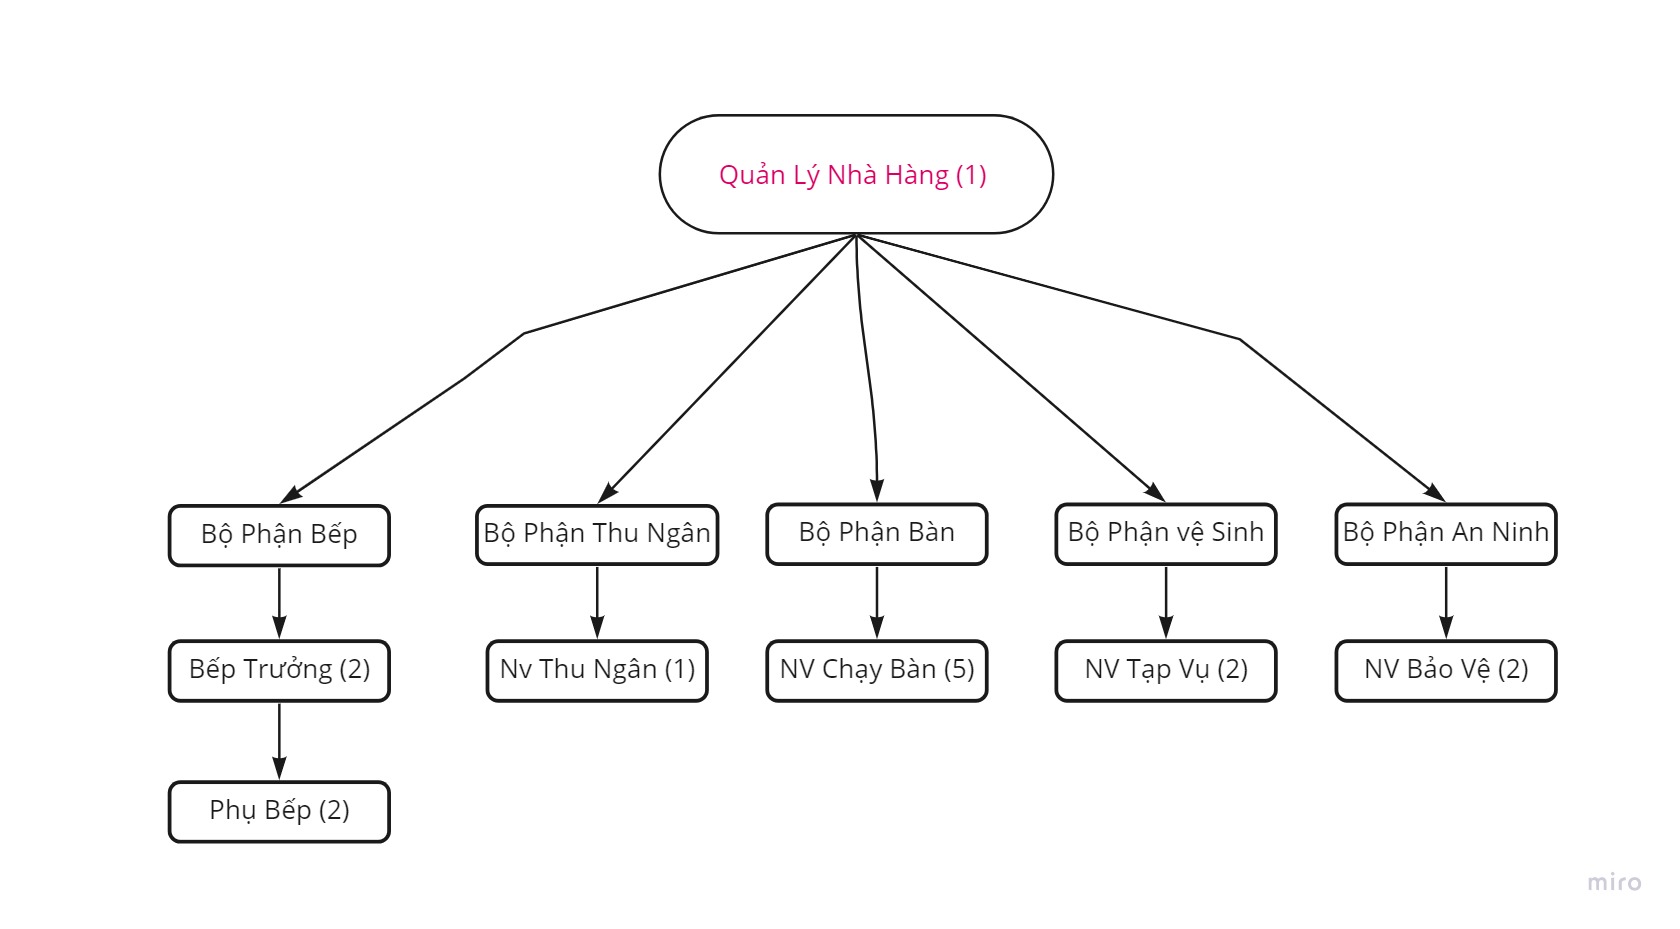 Quản Lý Nhà Hàng (1)
Bộ Phận Bếp
Bộ Phận Thu Ngân
Bộ Phận Bàn
Bộ Phận vệ Sinh
Bộ Phận An Ninh
Bếp Trưởng (2)
Nv Thu Ngân (1)
NV Chạy Bàn (5)
NV Tạp Vụ (2)
NV Bảo Vệ (2)
Phụ Bếp (2)
miro